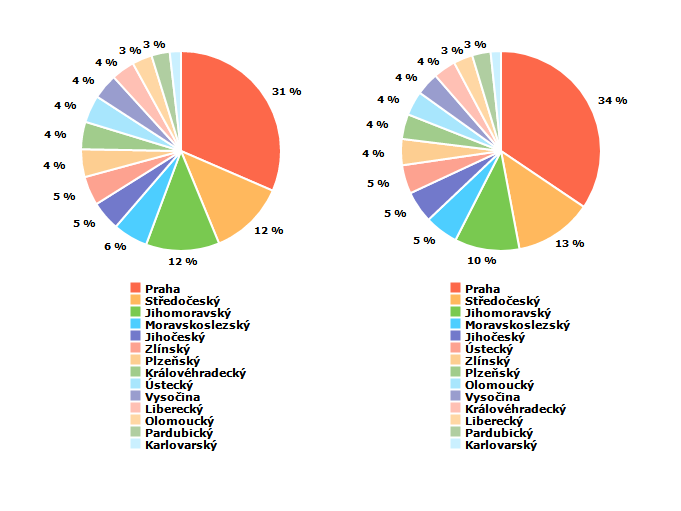 3 %
3 %
4 %
4 %
4 %
4 %
4 %
5 %
5 %
6 %
12 %
12 %
31 %
Praha
Středočeský
Jihomoravský
Moravskoslezský
Jihočeský
Zlínský
Plzeňský
Královéhradecký
Ústecký
Vysočina
Liberecký
Olomoucký
Pardubický
Karlovarský
3 %
3 %
4 %
4 %
4 %
4 %
4 %
5 %
5 %
5 %
10 %
13 %
34 %
Praha
Středočeský
Jihomoravský
Moravskoslezský
Jihočeský
Ústecký
Zlínský
Plzeňský
Olomoucký
Vysočina
Královéhradecký
Liberecký
Pardubický
Karlovarský